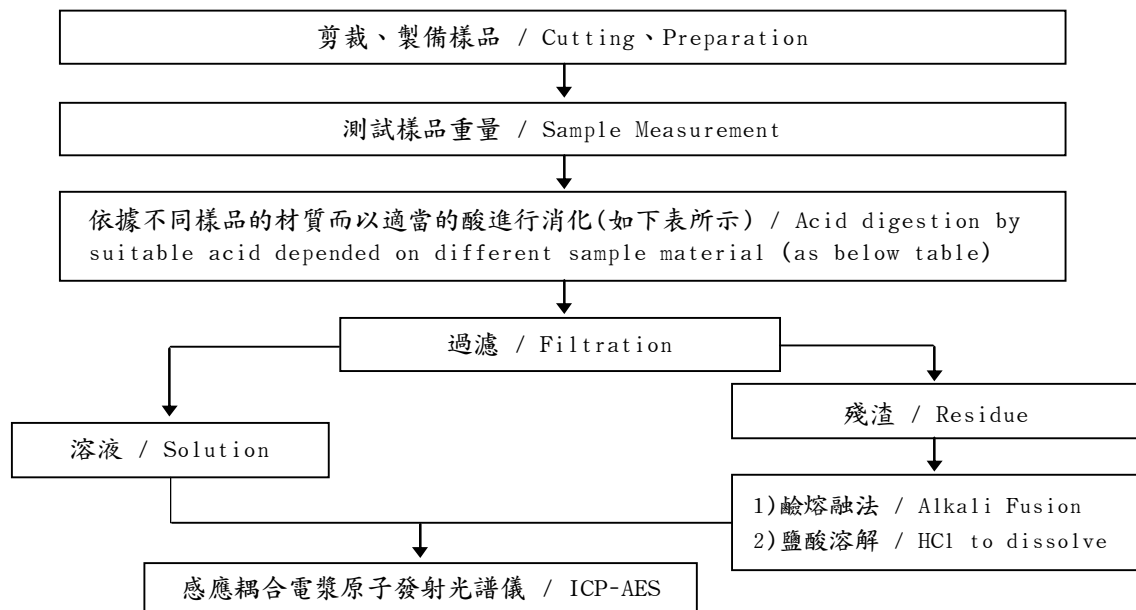 剪裁、製備樣品 / Cutting、Preparation
測試樣品重量 / Sample Measurement
依據不同樣品的材質而以適當的酸進行消化(如下表所示) / Acid digestion by
suitable acid depended on different sample material (as below table)
過濾 / Filtration
溶液 / Solution
殘渣 / Residue
1)鹼熔融法 / Alkali Fusion
2)鹽酸溶解 / HCl to dissolve
感應耦合電漿原子發射光譜儀 / ICP-AES